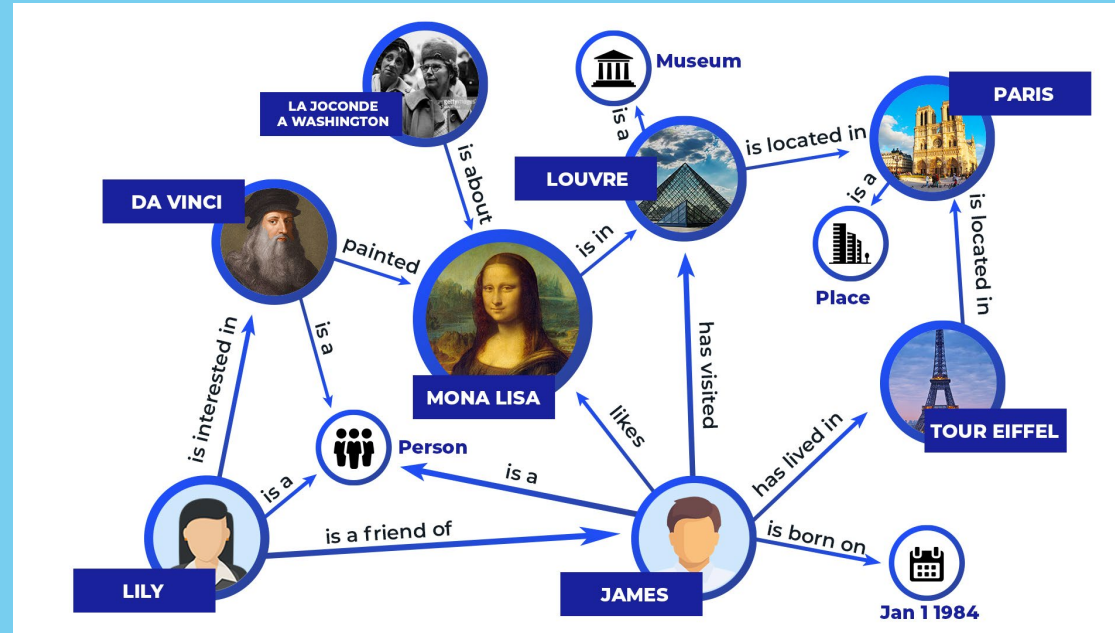 LA JOCONDE
A WASHINGTON
Museum
PARIS
is a
is located in
LOUVRE
DA VINCI
is about
is a
is located in
painted
is in
Place
is interested in
is a
has visited
MONA LISA
likes
has lived in
TOUR EIFFEL
Person
is a
is a
is a friend of
is born on
LILY
JAMES
Jan 1 1984